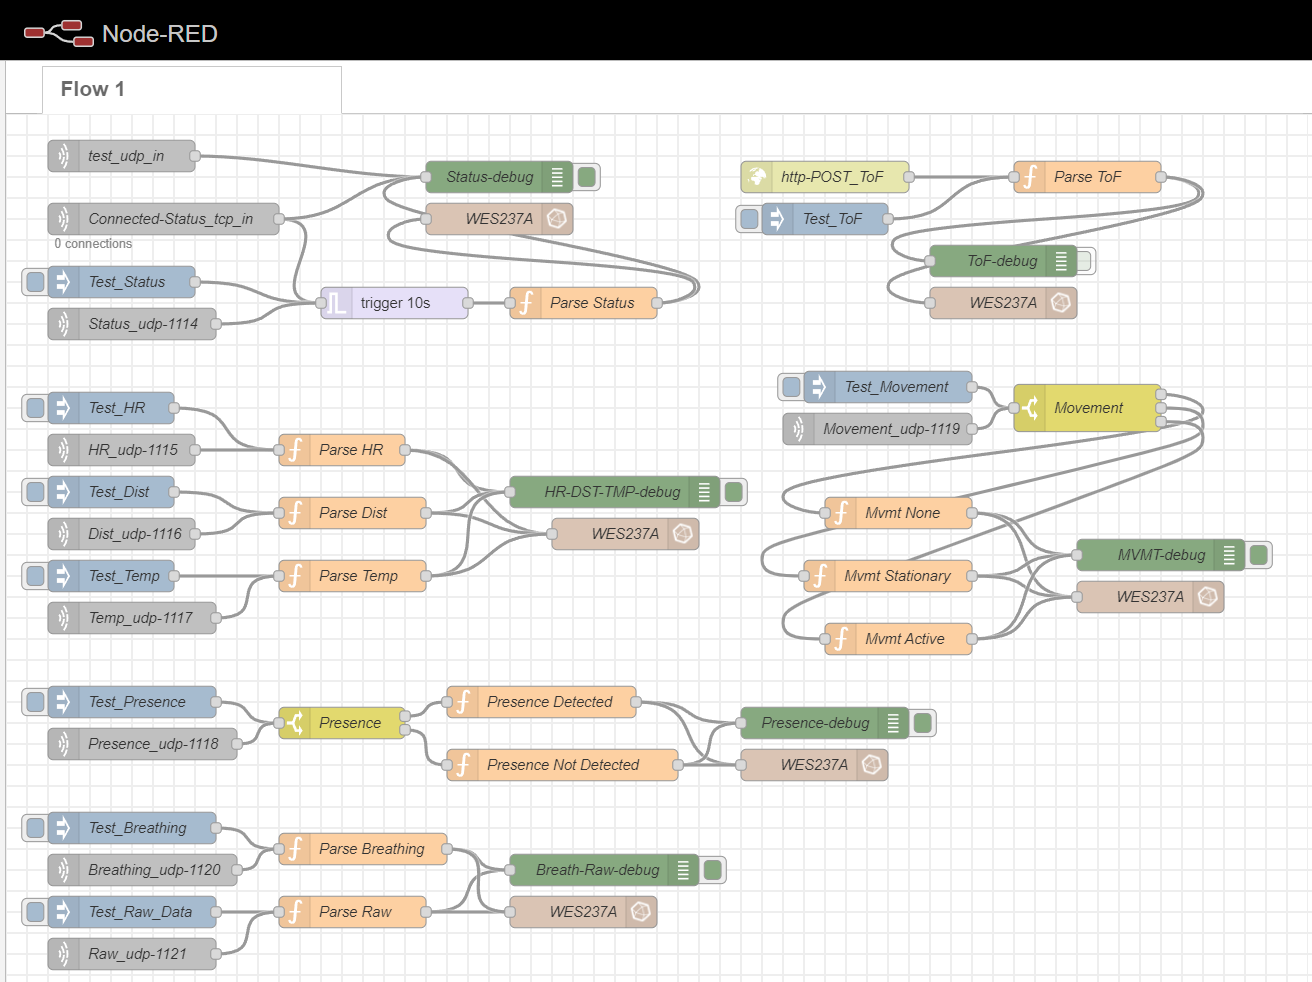 Node-RED
Flow 1
test_udp_in
Status-debug
Connected-Status_tcp_in
WES237A
0 connections
Test_Status
Status_udp-1114
trigger 10s
Parse Status
http-POST_ToF
Parse ToF
Test_ToF
ToF-debug
WES237A
Test_HR
HR_udp-1115
Parse HR
Test_Dist
Dist_udp-1116
Parse Dist
Test_Temp
Temp_udp-1117
Parse Temp
HR-DST-TMP-debug
WES237A
Test_Movement
Movement_udp-1119
Movement
Mvmt None
Mvmt Stationary
Mvmt Active
MVMT-debug
WES237A
Test_Presence
Presence_udp-1118
Presence
Presence Detected
Presence Not Detected
Presence-debug
WES237A
Test_Breathing
Breathing_udp-1120
Parse Breathing
Test_Raw_Data
Raw_udp-1121
Parse Raw
Breath-Raw-debug
WES237A